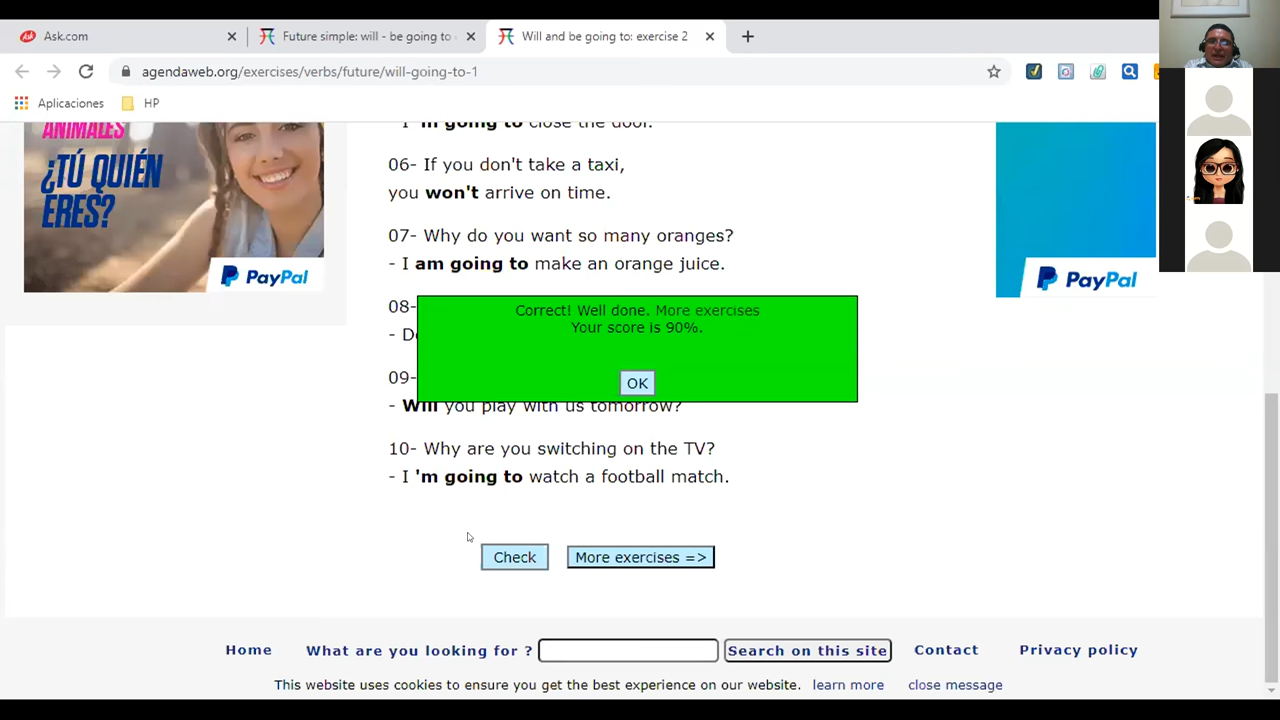 Ask.com
Future simple: will - be going to
Will and be going to: exercise 2
agendaweb.org/exercises/verbs/future/will-going-to-1
Aplicaciones
HP
ANIMALES
¿TÚ QUIÉN
ERES?
PayPal
PayPal
I 'm going to close the door.
06- If you don't take a taxi,
you won't arrive on time.
07- Why do you want so many oranges?
- I am going to make an orange juice.
08-
09-
- Will you play with us tomorrow?
Correct! Well done. More exercises
Your score is 90%.
OK
10- Why are you switching on the TV?
- I 'm going to watch a football match.
Check
More exercises =>
Home
What are you looking for ?
Search on this site
Contact
Privacy policy
This website uses cookies to ensure you get the best experience on our website. learn more close message